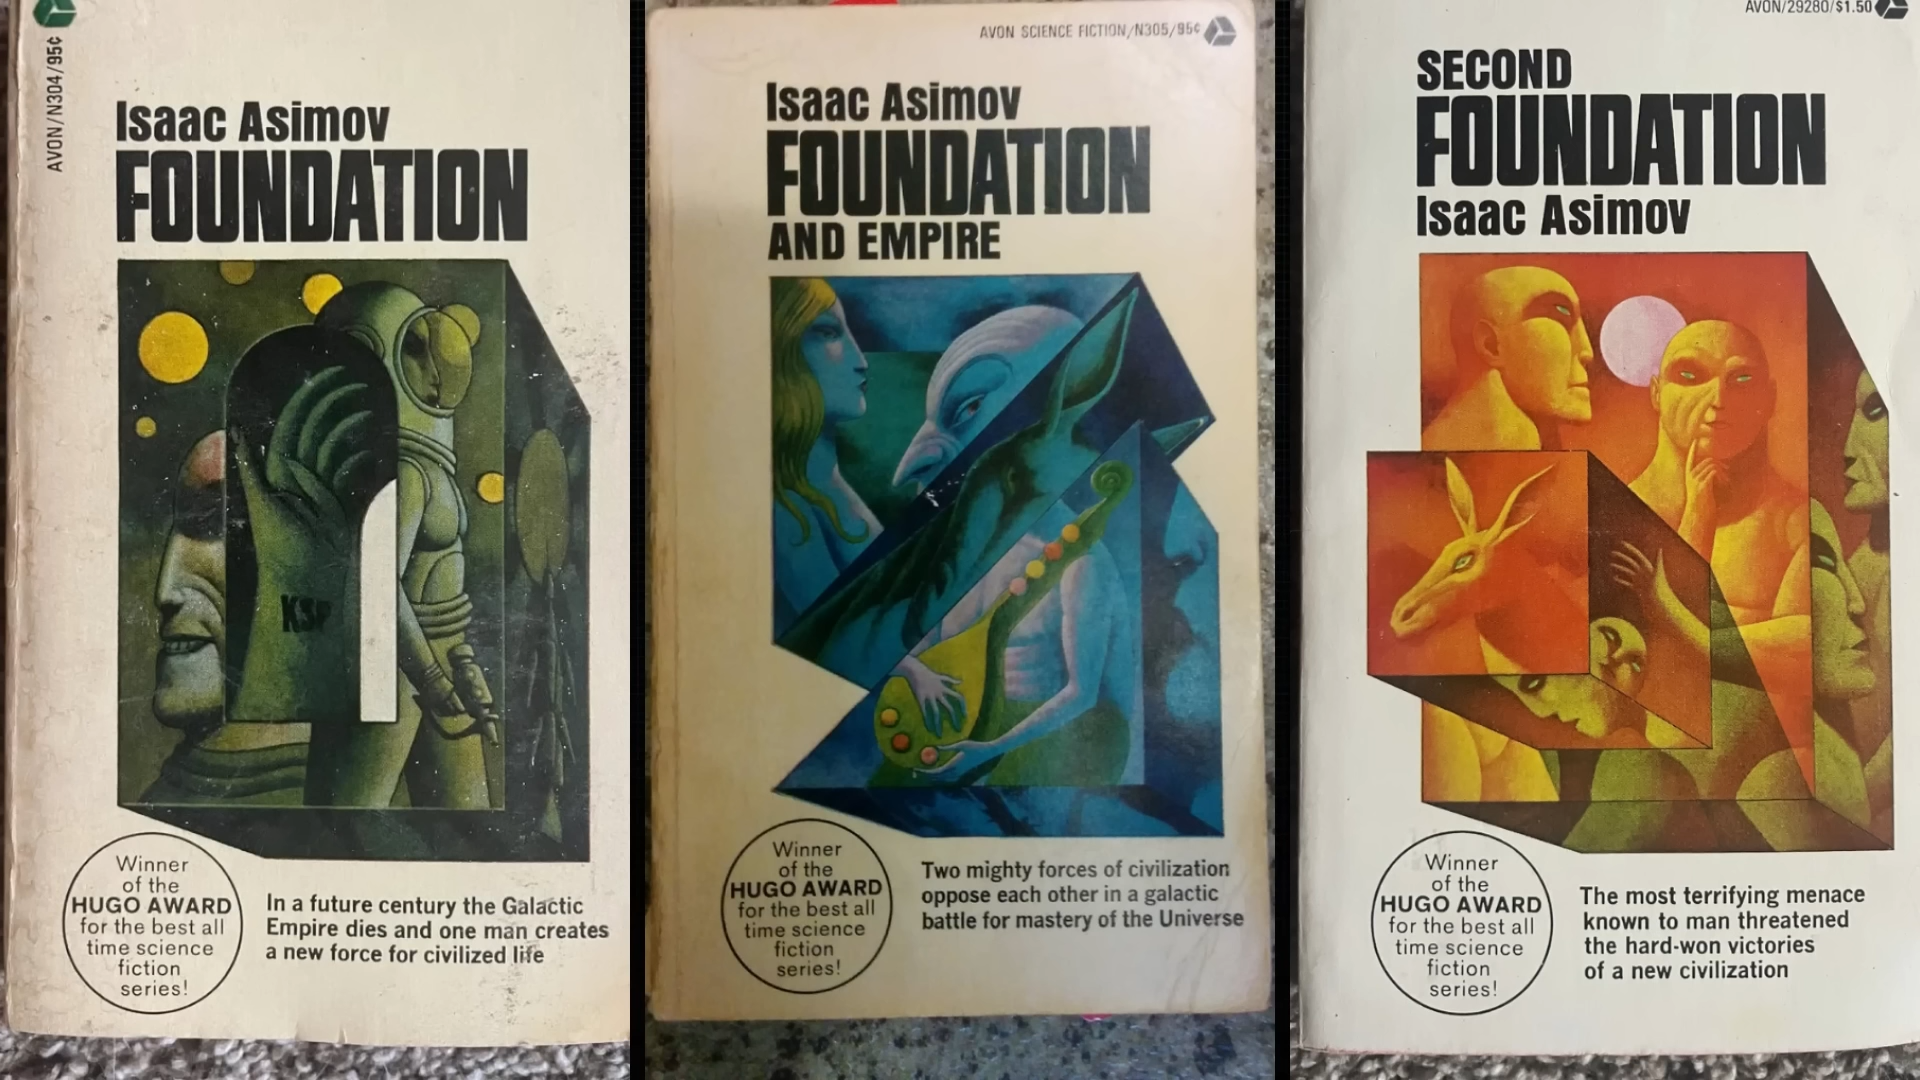 AVON/N304/95¢
Isaac Asimov
FOUNDATION
KSP
Winner
of the
HUGO AWARD
for the best all
time science
fiction
series!
In a future century the Galactic
Empire dies and one man creates
a new force for civilized life
AVON SCIENCE FICTION/N305/95¢
Isaac Asimov
FOUNDATION
AND EMPIRE
Winner
of the
HUGO AWARD
for the best all
time science
fiction
series!
Two mighty forces of civilization
oppose each other in a galactic
battle for mastery of the Universe
AVON/29280/$1.50
SECOND
FOUNDATION
Isaac Asimov
Winner
of the
HUGO AWARD
for the best all
time science
fiction
series!
The most terrifying menace
known to man threatened
the hard-won victories
of a new civilization